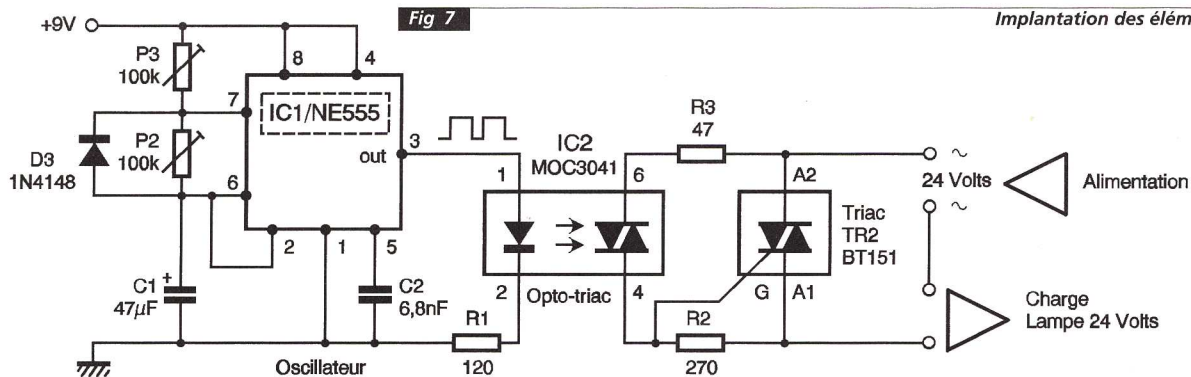 Fig 7
Implantation des élém
+9V
P3
100k
8
4
7
IC1/NE555
D3
1N4148
P2
100k
out
3
6
2
1
5
C1
+
47µF
C2
6,8nF
Oscillateur
IC2
MOC3041
1
6
2
4
Opto-triac
R1
120
R3
47
R2
270
A2
G
A1
Triac
TR2
BT151
~
24 Volts
~
Alimentation
Charge
Lampe 24 Volts